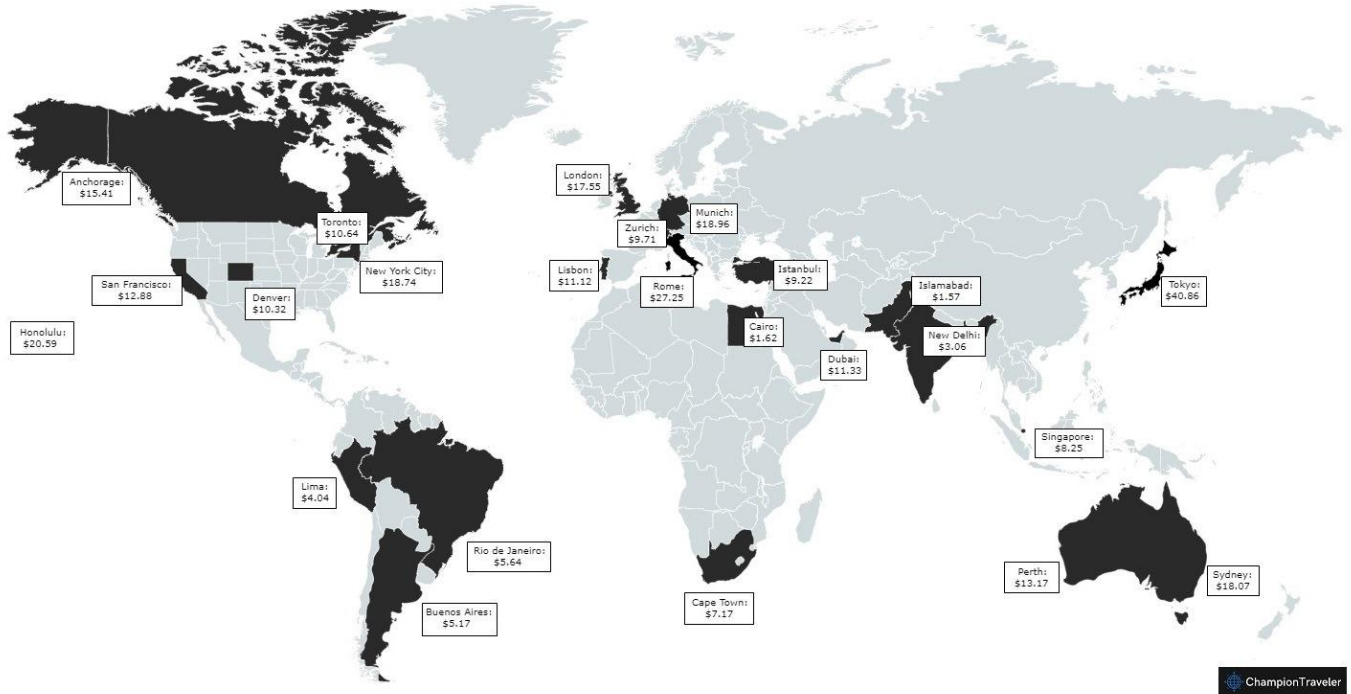 London:
$17.55
Anchorage:
$15.41
Munich:
$18.96
Toronto:
$10.64
Zurich:
$9.71
New York City:
$18.74
Lisbon:
$11.12
Istanbul:
$9.22
San Francisco:
$12.88
Rome:
$27.25
Islamabad:
$1.57
Tokyo:
$40.86
Denver:
$10.32
Honolulu:
$20.59
Cairo:
$1.62
New Delhi:
$3.06
Dubai:
$11.33
Singapore:
$8.25
Lima:
$4.04
Rio de Janeiro:
$5.64
Perth:
$13.17
Sydney:
$18.07
Cape Town:
$7.17
Buenos Aires:
$5.17
ChampionTraveler